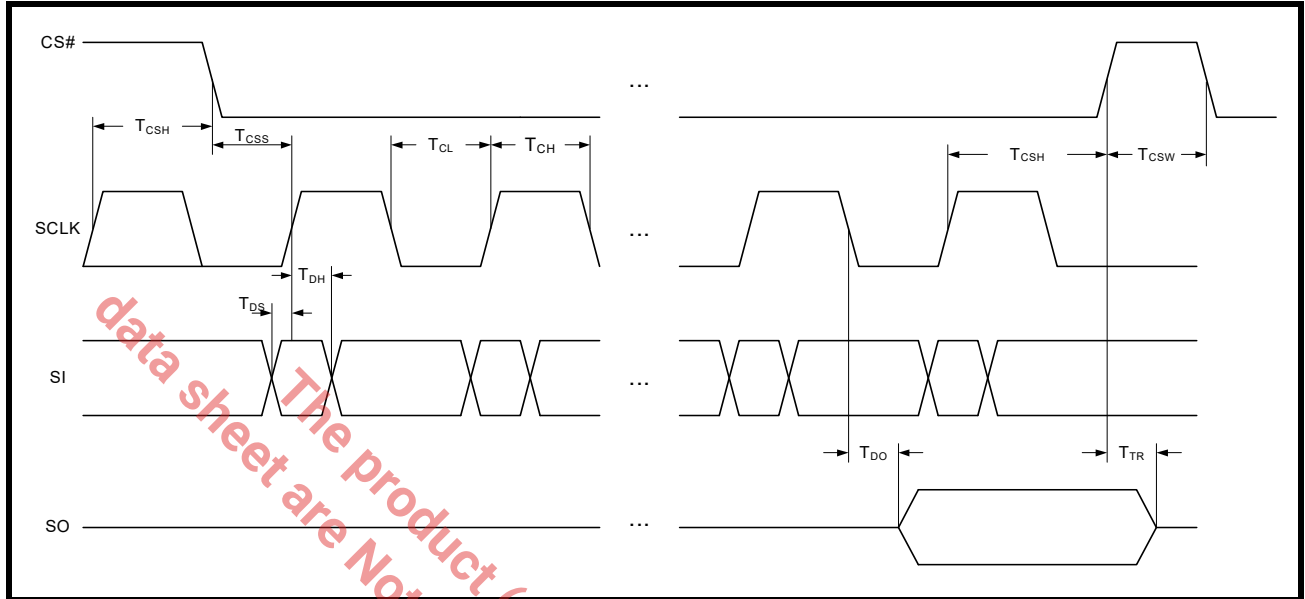 CS#
...
TCSH
TCSS
TCL
TCH
TCSH
TCSW
SCLK
...
TDH
TDS
SI
...
TDO
TTR
SO
...
The product (
data sheet are Not